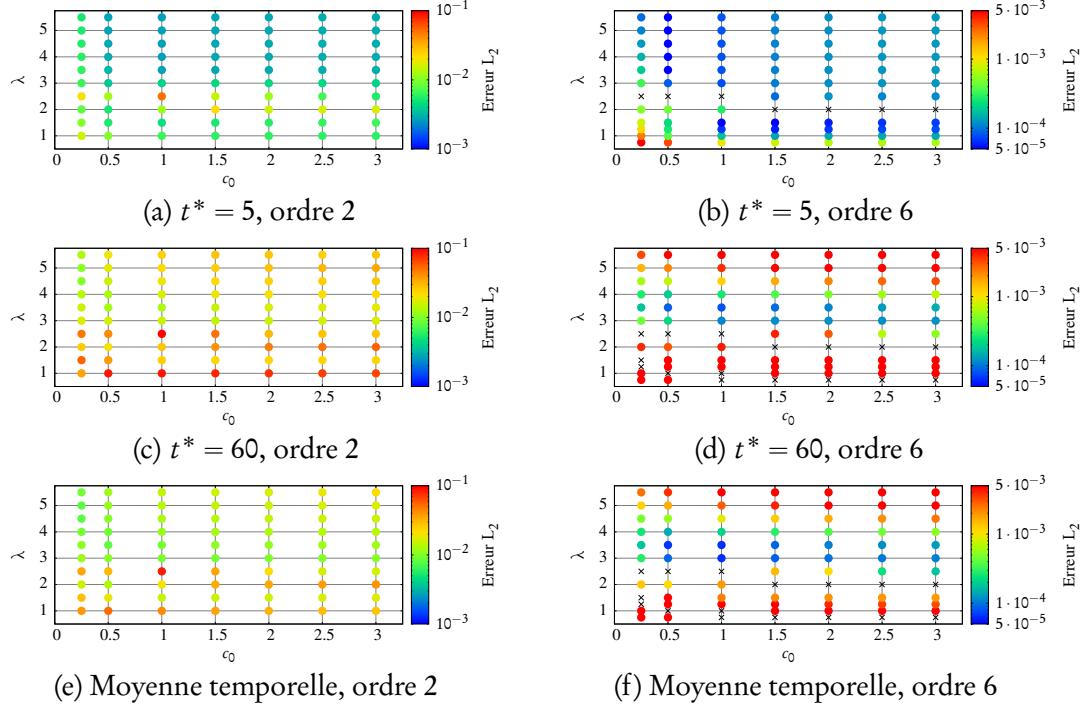 10⁻¹
10⁻²
10⁻³
Erreur L₂
λ
5
4
3
2
1
0 0.5 1 1.5 2 2.5 3
c₀
(a) t* = 5, ordre 2
5 · 10⁻³
1 · 10⁻³
1 · 10⁻⁴
5 · 10⁻⁵
Erreur L₂
λ
5
4
3
2
1
0 0.5 1 1.5 2 2.5 3
c₀
(b) t* = 5, ordre 6
10⁻¹
10⁻²
10⁻³
Erreur L₂
λ
5
4
3
2
1
0 0.5 1 1.5 2 2.5 3
c₀
(c) t* = 60, ordre 2
5 · 10⁻³
1 · 10⁻³
1 · 10⁻⁴
5 · 10⁻⁵
Erreur L₂
λ
5
4
3
2
1
0 0.5 1 1.5 2 2.5 3
c₀
(d) t* = 60, ordre 6
10⁻¹
10⁻²
10⁻³
Erreur L₂
λ
5
4
3
2
1
0 0.5 1 1.5 2 2.5 3
c₀
(e) Moyenne temporelle, ordre 2
5 · 10⁻³
1 · 10⁻³
1 · 10⁻⁴
5 · 10⁻⁵
Erreur L₂
λ
5
4
3
2
1
0 0.5 1 1.5 2 2.5 3
c₀
(f) Moyenne temporelle, ordre 6